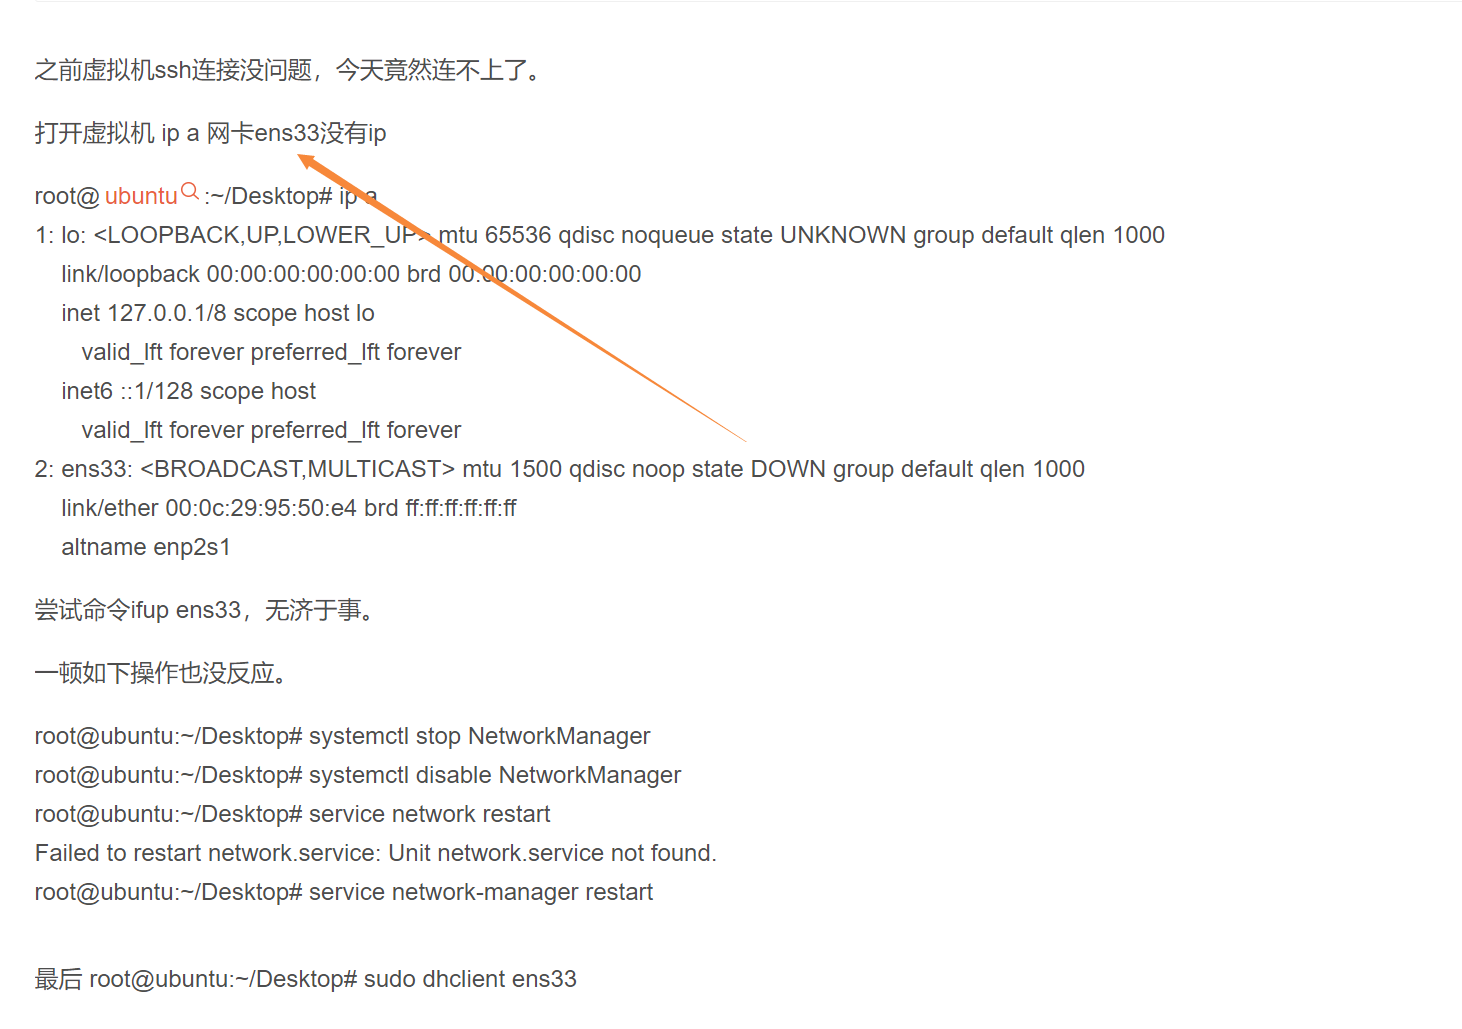 之前虚拟机ssh连接没问题，今天竟然连不上了。
打开虚拟机 ip a 网卡ens33没有ip
root@ubuntu:~/Desktop# ip a
1: lo: <LOOPBACK,UP,LOWER_UP> mtu 65536 qdisc noqueue state UNKNOWN group default qlen 1000
link/loopback 00:00:00:00:00:00 brd 00:00:00:00:00:00
inet 127.0.0.1/8 scope host lo
valid_lft forever preferred_lft forever
inet6 ::1/128 scope host
valid_lft forever preferred_lft forever
2: ens33: <BROADCAST,MULTICAST> mtu 1500 qdisc noop state DOWN group default qlen 1000
link/ether 00:0c:29:95:50:e4 brd ff:ff:ff:ff:ff:ff
altname enp2s1
尝试命令ifup ens33，无济于事。
一顿如下操作也没反应。
root@ubuntu:~/Desktop# systemctl stop NetworkManager
root@ubuntu:~/Desktop# systemctl disable NetworkManager
root@ubuntu:~/Desktop# service network restart
Failed to restart network.service: Unit network.service not found.
root@ubuntu:~/Desktop# service network-manager restart
最后 root@ubuntu:~/Desktop# sudo dhclient ens33